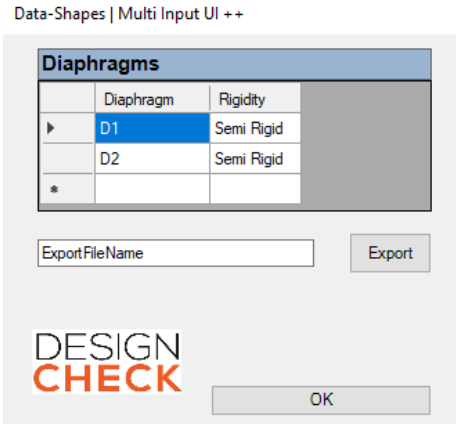 Data-Shapes | Multi Input UI ++
Diaphragms
Diaphragm Rigidity
D1 Semi Rigid
D2 Semi Rigid
*
ExportFileName Export
DESIGN
CHECK
OK